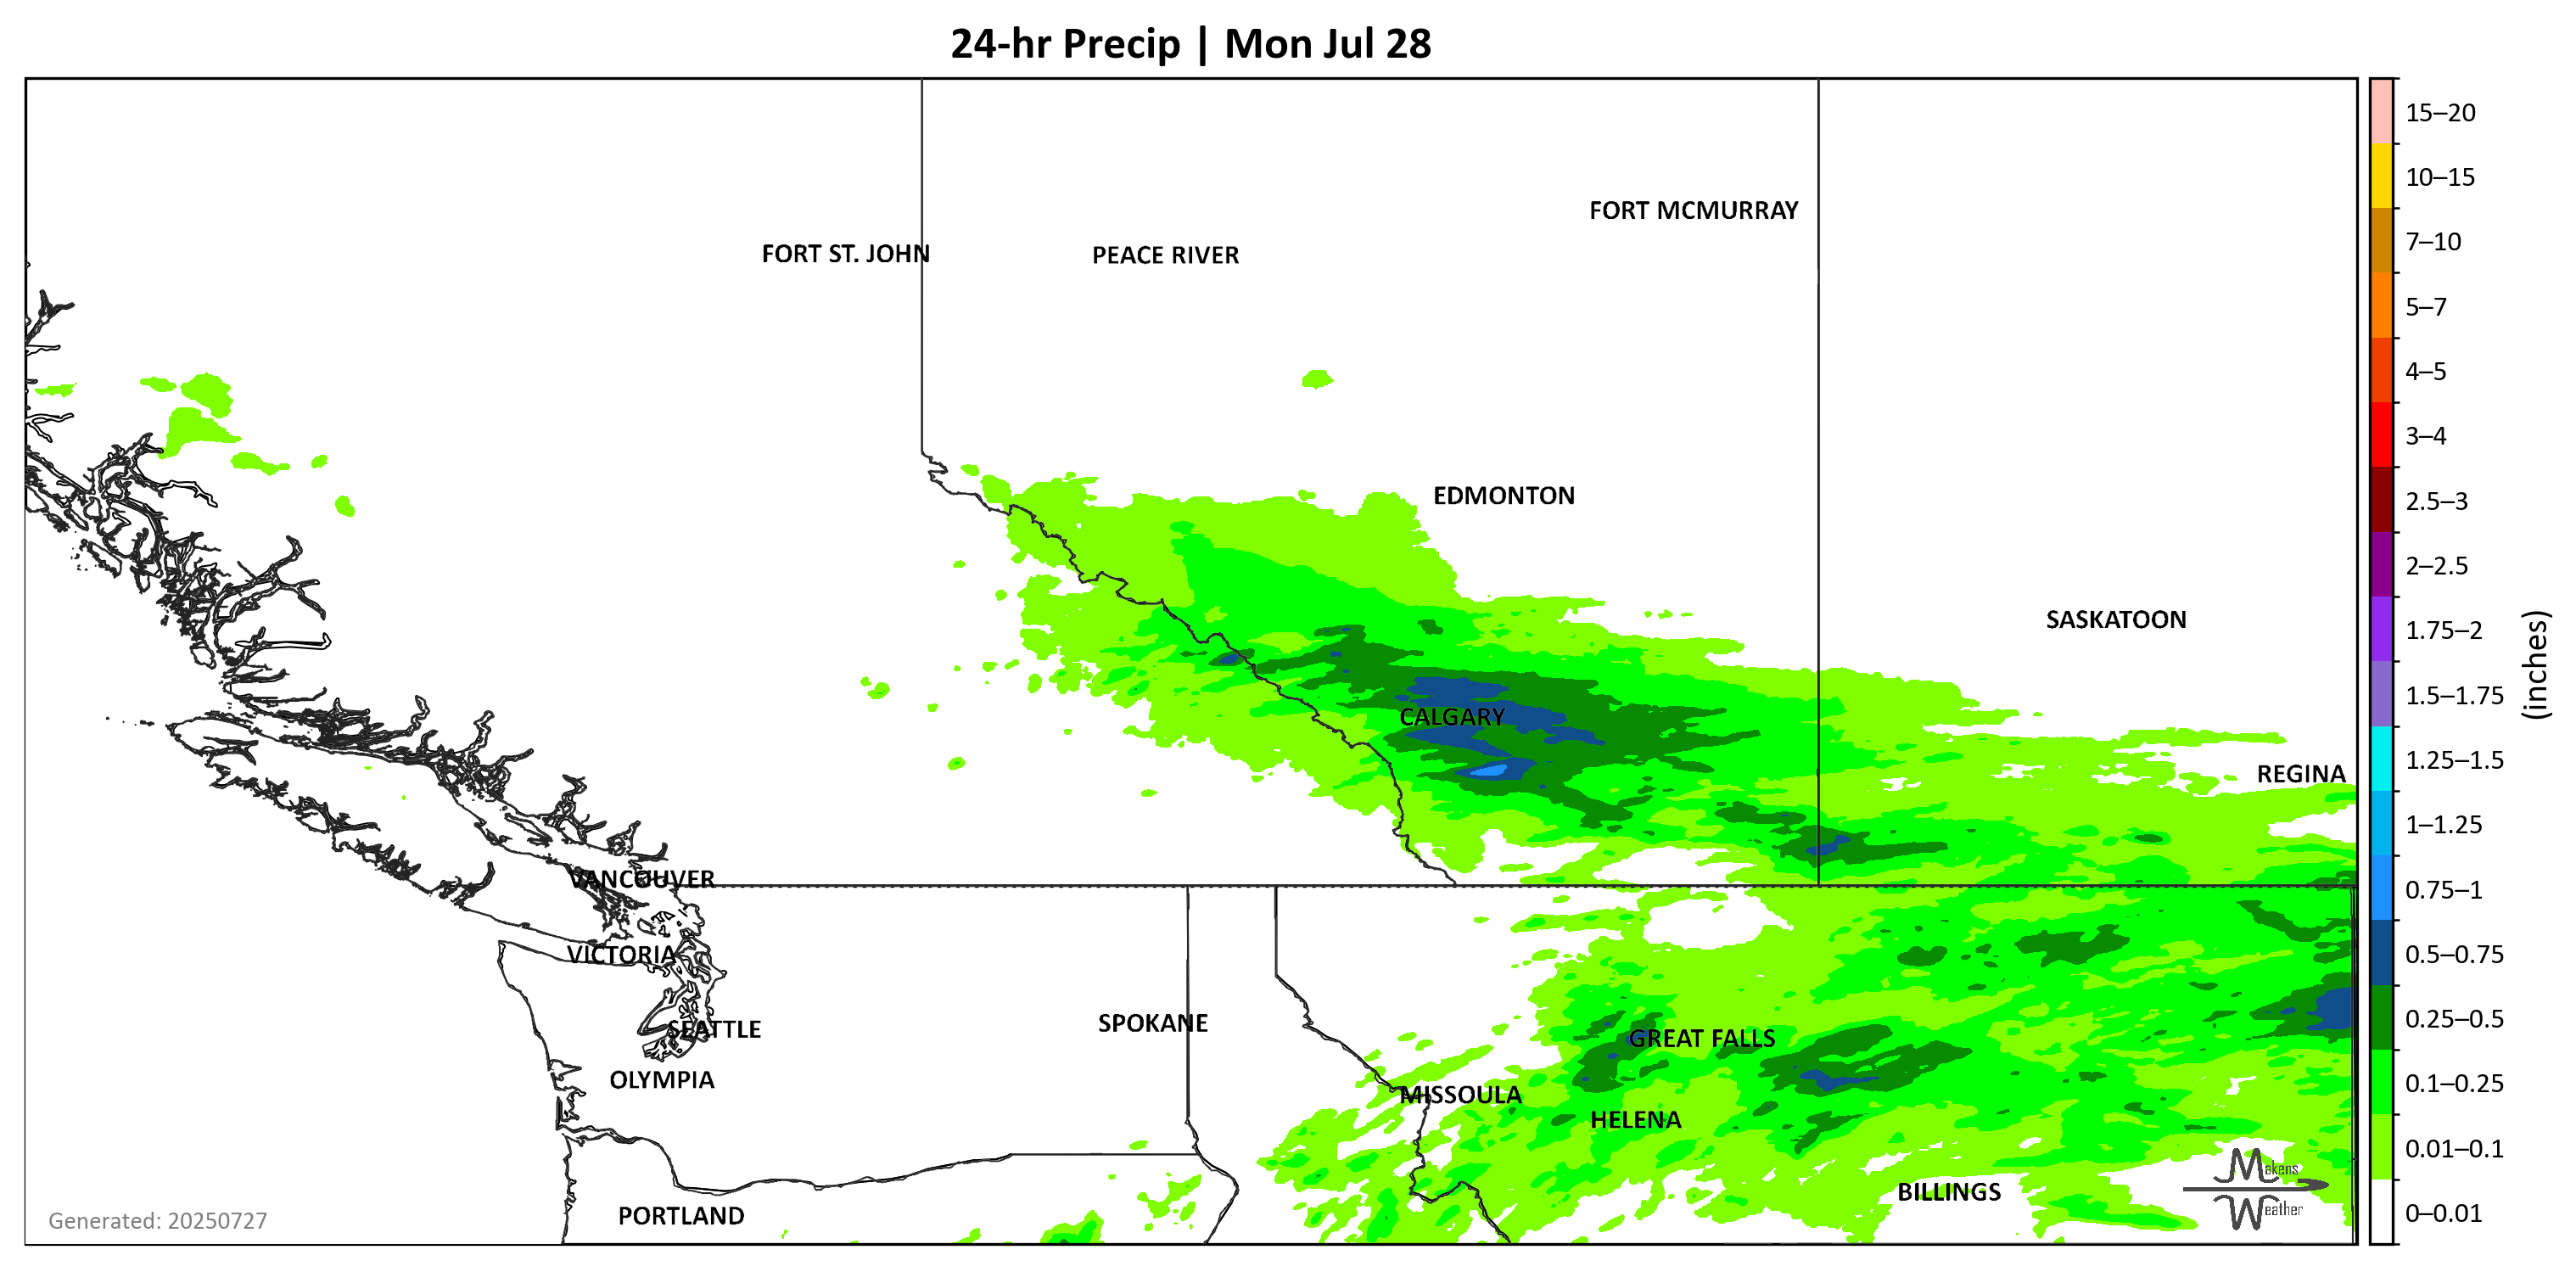 24-hr Precip | Mon Jul 28
15–20
10–15
FORT MCMURRAY
7–10
FORT ST. JOHN
PEACE RIVER
5–7
4–5
3–4
EDMONTON
2.5–3
2–2.5
SASKATOON
1.75–2
(inches)
1.5–1.75
CALGARY
1.25–1.5
REGINA
1–1.25
VANCOUVER
0.75–1
VICTORIA
0.5–0.75
SPOKANE
0.25–0.5
SEATTLE
GREAT FALLS
OLYMPIA
0.1–0.25
MISSOULA
HELENA
0.01–0.1
Makens
Weather
BILLINGS
PORTLAND
0–0.01
Generated: 20250727